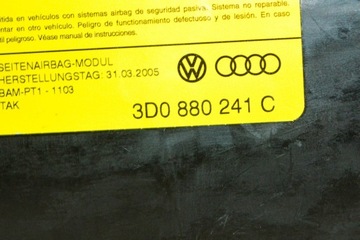 tida en vehículos con sistemas airbag de seguridad pasiva. Sistema no reparable.
ntar en otro vehículo. Peligro de funcionamiento defectuoso y de lesión. En caso
til peligroso. Véase manual de instrucciones.
SEITENAIRBAG-MODUL
HERSTELLUNGSTAG: 31.03.2005
BAM-PT1 - 1103
TAK
3D0 880 241 C